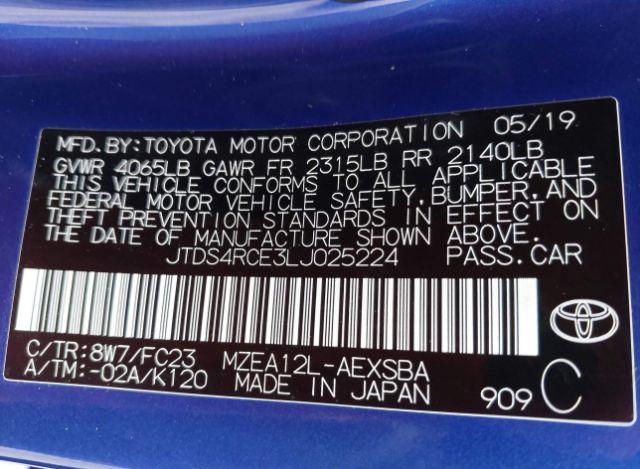 MFD.BY:TOYOTA MOTOR CORPORATION 05/19
GVWR 4065LB GAWR FR 2315LB RR 2140LB
THIS VEHICLE CONFORMS TO ALL APPLICABLE
FEDERAL MOTOR VEHICLE SAFETY,BUMPER,AND
THEFT PREVENTION STANDARDS IN EFFECT ON
THE DATE OF MANUFACTURE SHOWN ABOVE.
JTDS4RCE3LJ025224 PASS.CAR
C/TR:8W7/FC23 MZEA12L-AEXSBA
A/TM:-02A/K120 MADE IN JAPAN 909 C